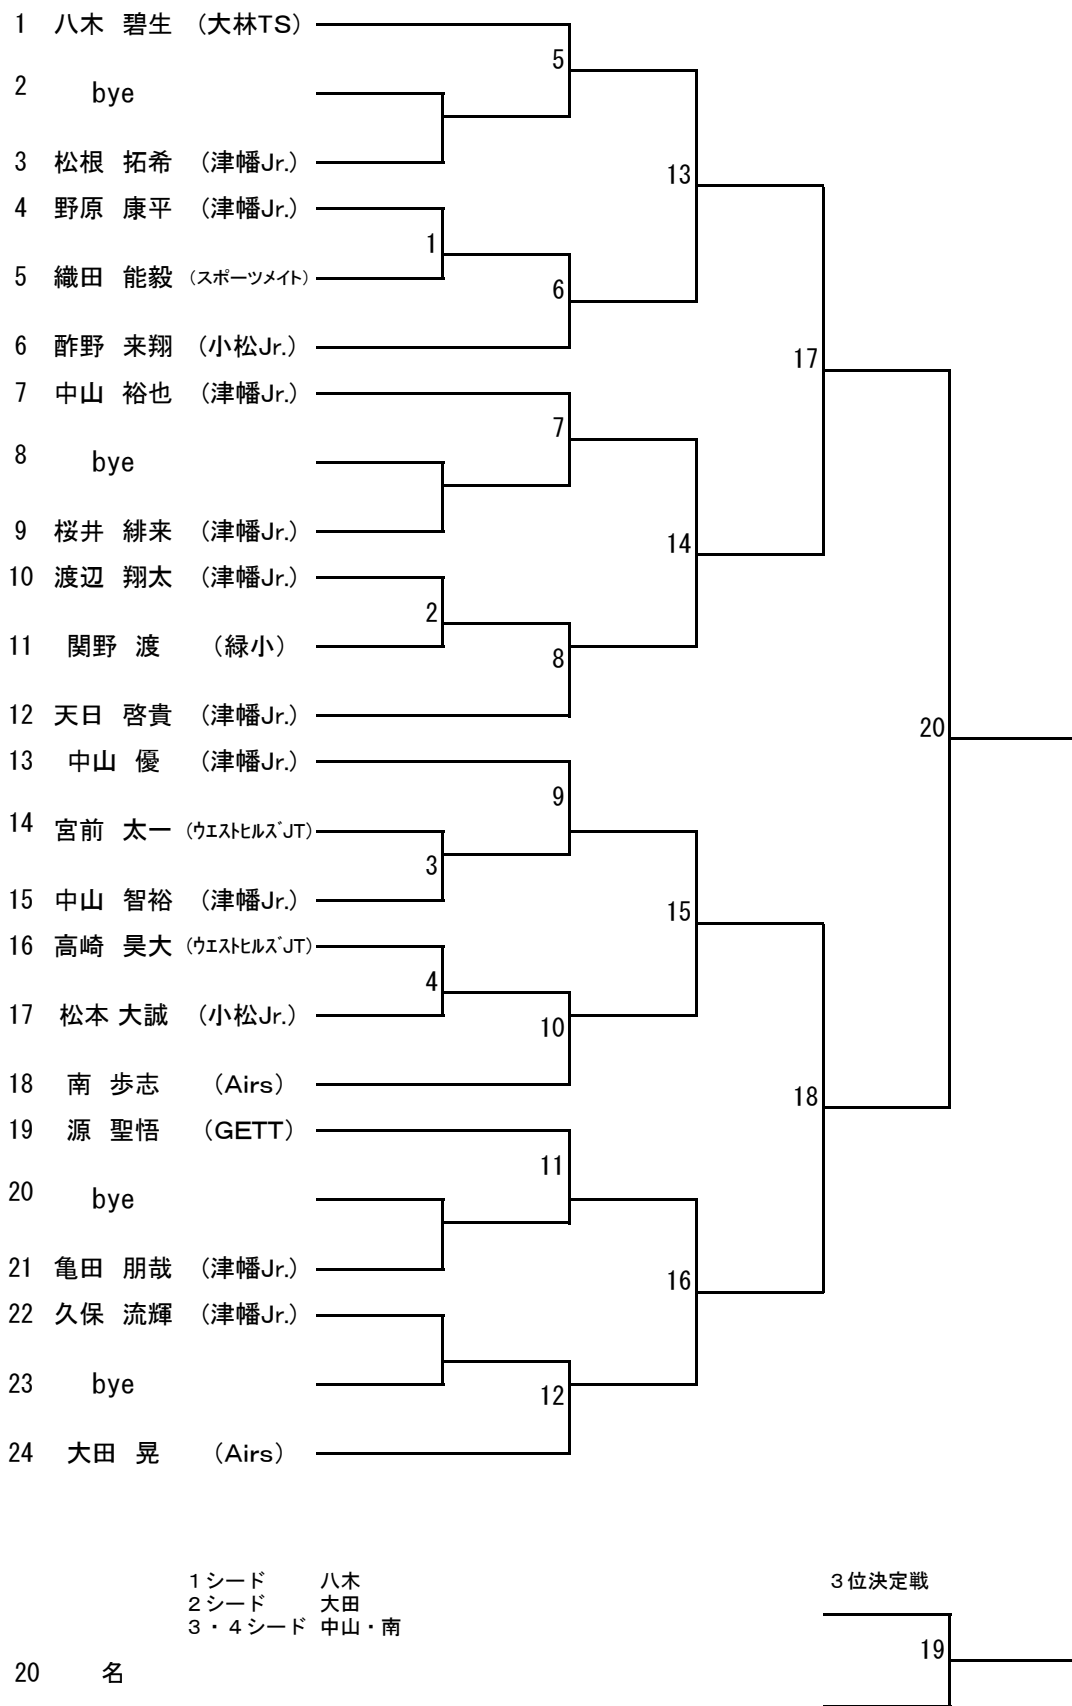 1 八木 碧生 (大林TS)
5
2 bye
3 松根 拓希 (津幡Jr.)
13
4 野原 康平 (津幡Jr.)
1
5 織田 能毅 (スポーツメイト)
6
6 酢野 来翔 (小松Jr.)
17
7 中山 裕也 (津幡Jr.)
7
8 bye
9 桜井 緋来 (津幡Jr.)
14
10 渡辺 翔太 (津幡Jr.)
2
11 関野 渡 (緑小)
8
12 天日 啓貴 (津幡Jr.)
20
13 中山 優 (津幡Jr.)
9
14 宮前 太一 (ウエストヒルズJT)
3
15 中山 智裕 (津幡Jr.)
15
16 高崎 昊大 (ウエストヒルズJT)
4
17 松本 大誠 (小松Jr.)
10
18 南 歩志 (Airs)
18
19 源 聖悟 (GETT)
11
20 bye
21 亀田 朋哉 (津幡Jr.)
16
22 久保 流輝 (津幡Jr.)
23 bye
12
24 大田 晃 (Airs)
1シード 八木
3位決定戦
2シード 大田
3・4シード 中山・南
19
20 名